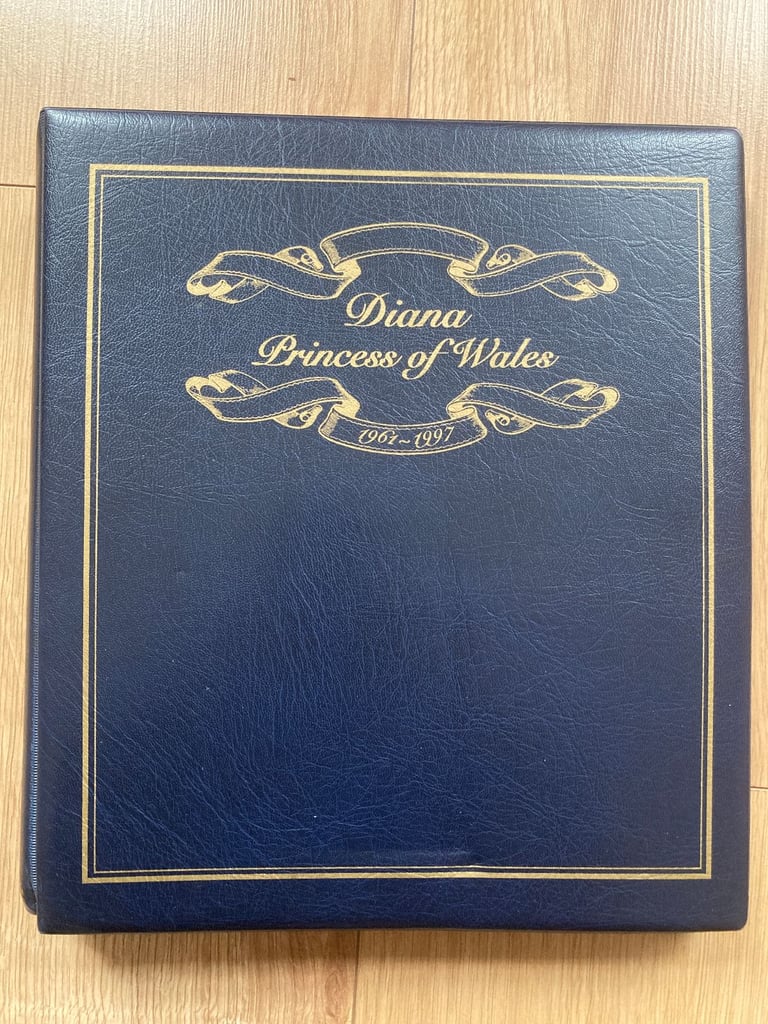 Diana
Princess of Wales
1961~1997